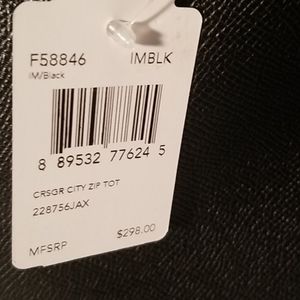 F58846 IMBLK
IM/Black
8 89532 77624 5
CRSGR CITY ZIP TOT
228756JAX
MFSRP $298.00